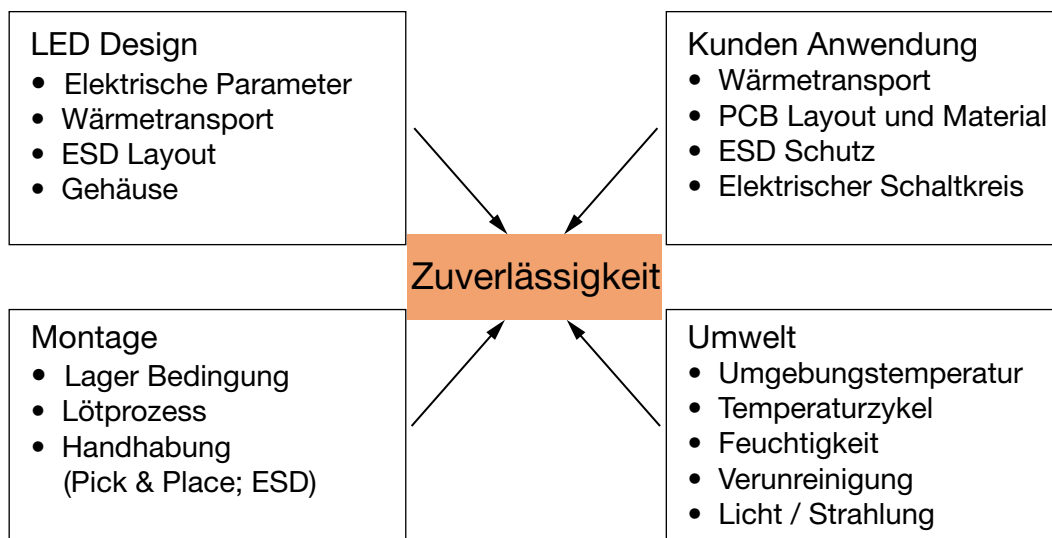 LED Design
• Elektrische Parameter
• Wärmetransport
• ESD Layout
• Gehäuse
Kunden Anwendung
• Wärmetransport
• PCB Layout und Material
• ESD Schutz
• Elektrischer Schaltkreis
Zuverlässigkeit
Montage
• Lager Bedingung
• Lötprozess
• Handhabung
(Pick & Place; ESD)
Umwelt
• Umgebungstemperatur
• Temperaturzykel
• Feuchtigkeit
• Verunreinigung
• Licht / Strahlung